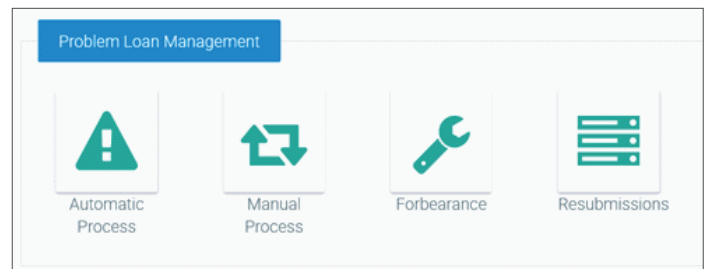 Problem Loan Management
Automatic
Process
Manual
Process
Forbearance
Resubmissions